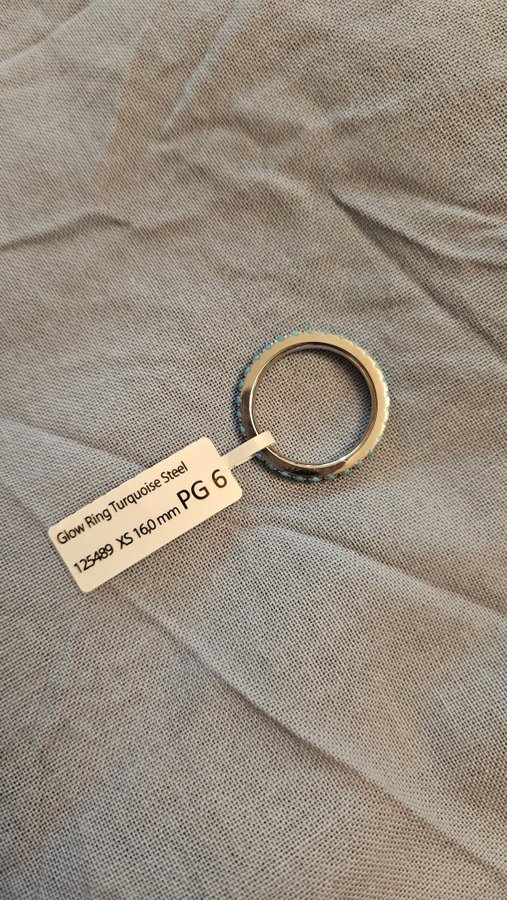 Glow Ring Turquoise Steel
125489 XS 16,0 mm PG 6